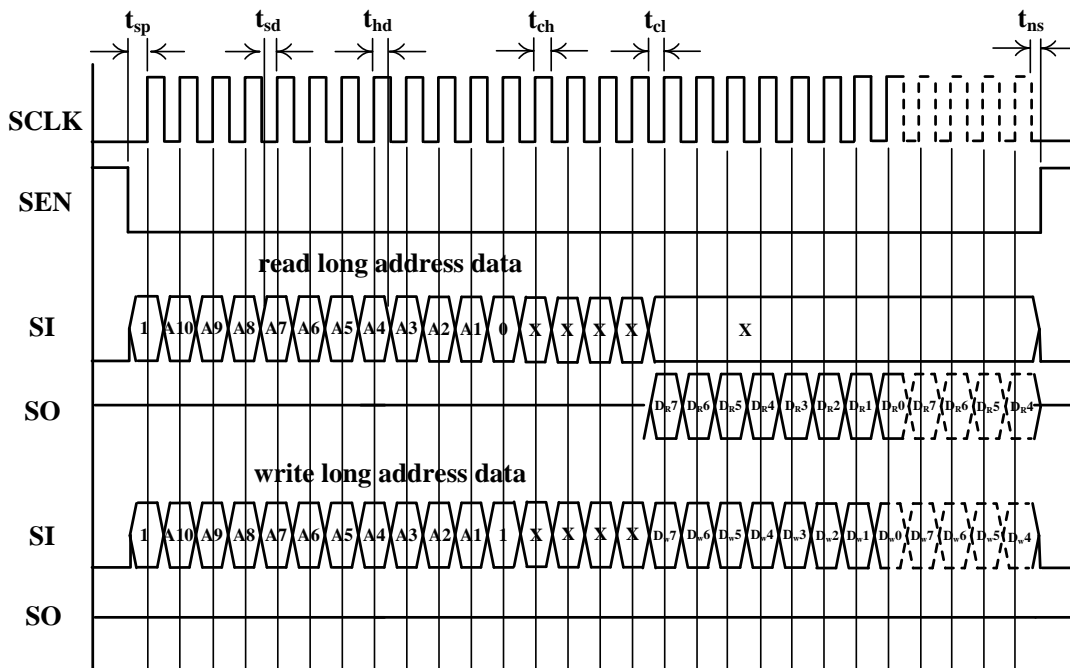 tsp tsd thd tch tcl tns
SCLK
SEN
read long address data
SI 1 A10 A9 A8 A7 A6 A5 A4 A3 A2 A1 0 X X X X X
SO DR7 DR6 DR5 DR4 DR3 DR2 DR1 DR0 DR7 DR6 DR5 DR4
write long address data
SI 1 A10 A9 A8 A7 A6 A5 A4 A3 A2 A1 1 X X X X Dw7 Dw6 Dw5 Dw4 Dw3 Dw2 Dw1 Dw0 Dw7 Dw6 Dw5 Dw4
SO